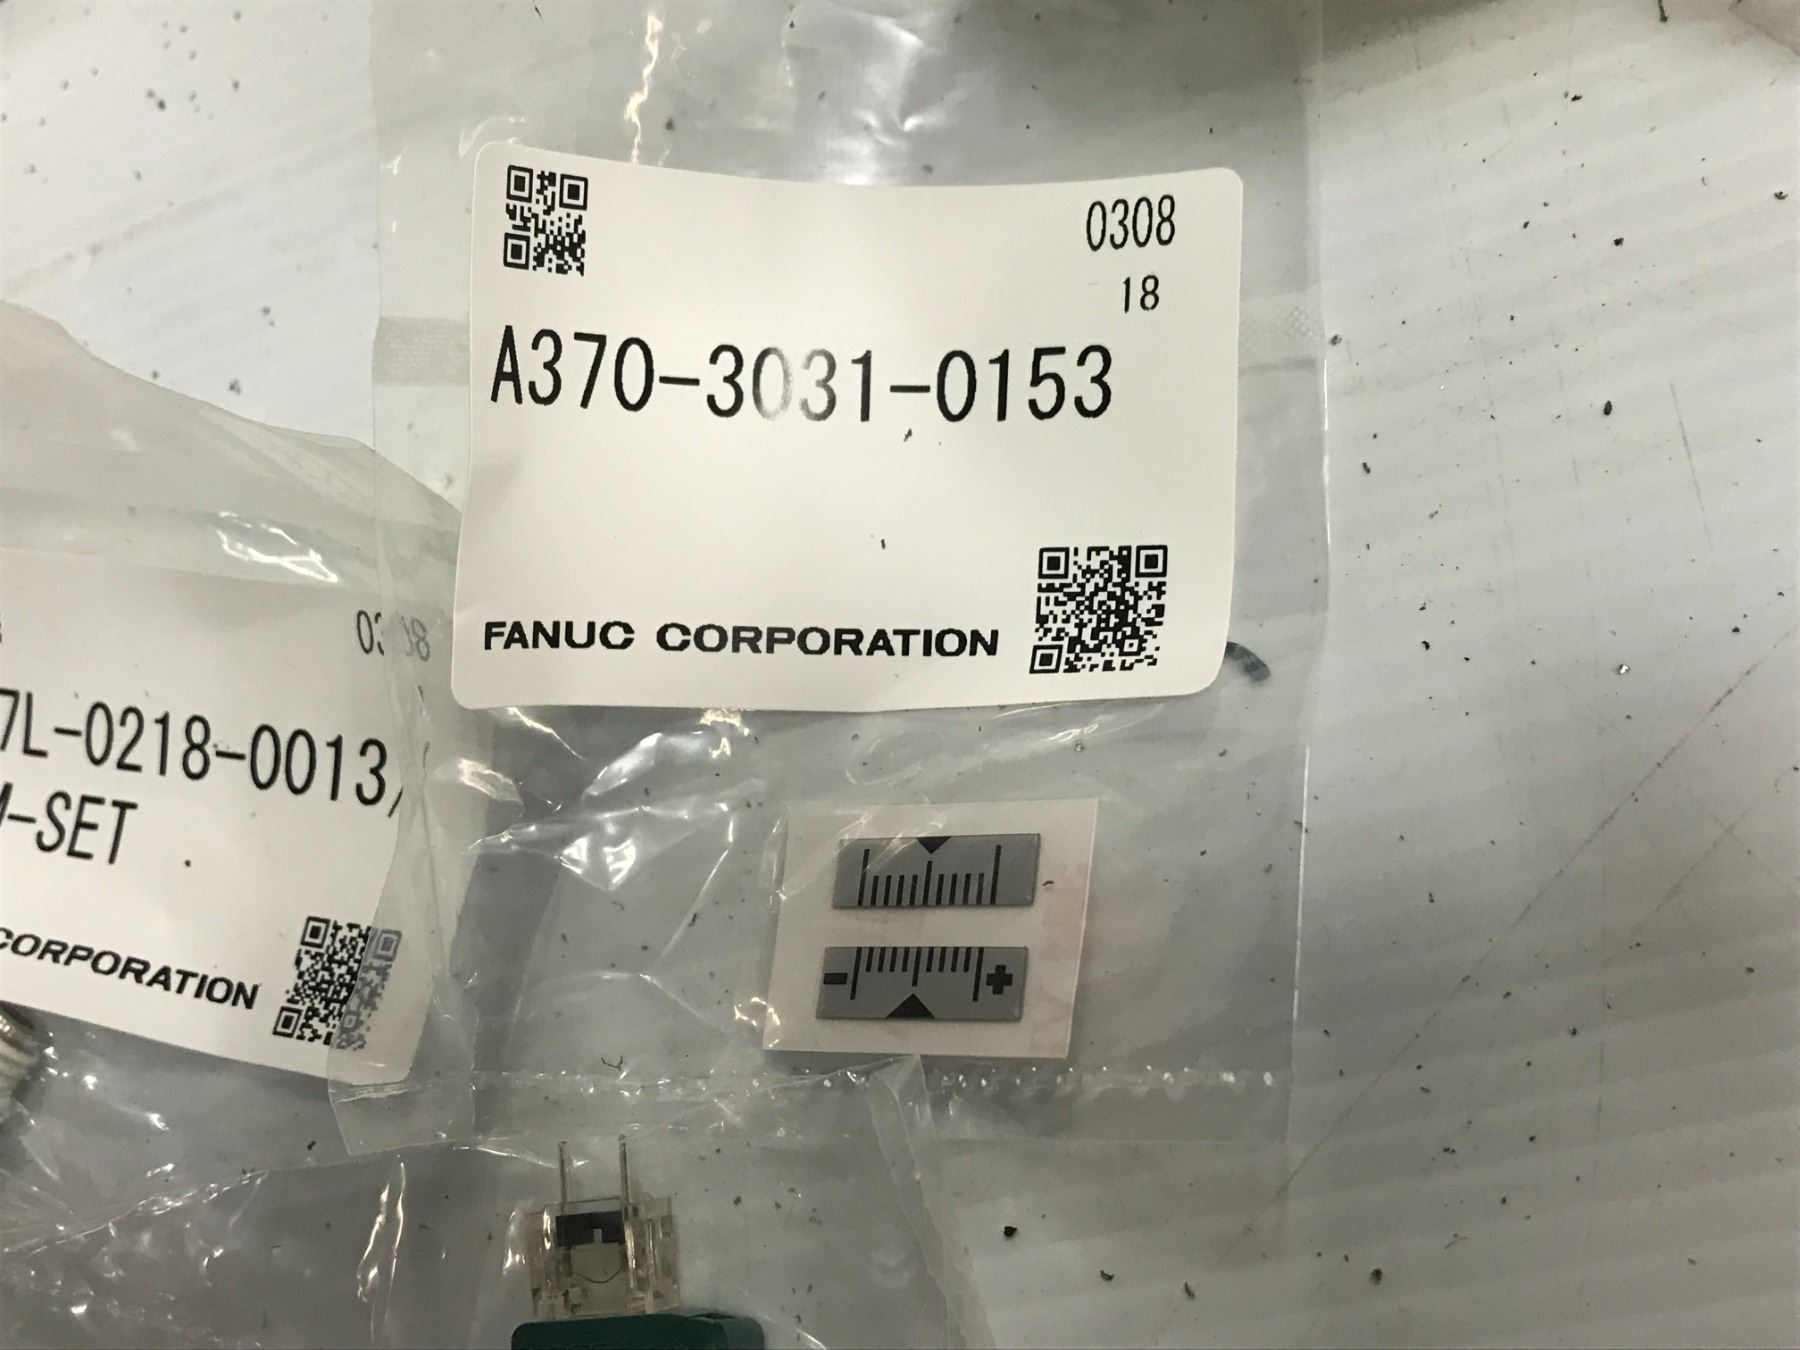 0308
18
A370-3031-0153
FANUC CORPORATION
7L-0218-0013/
-SET
CORPORATION
- +